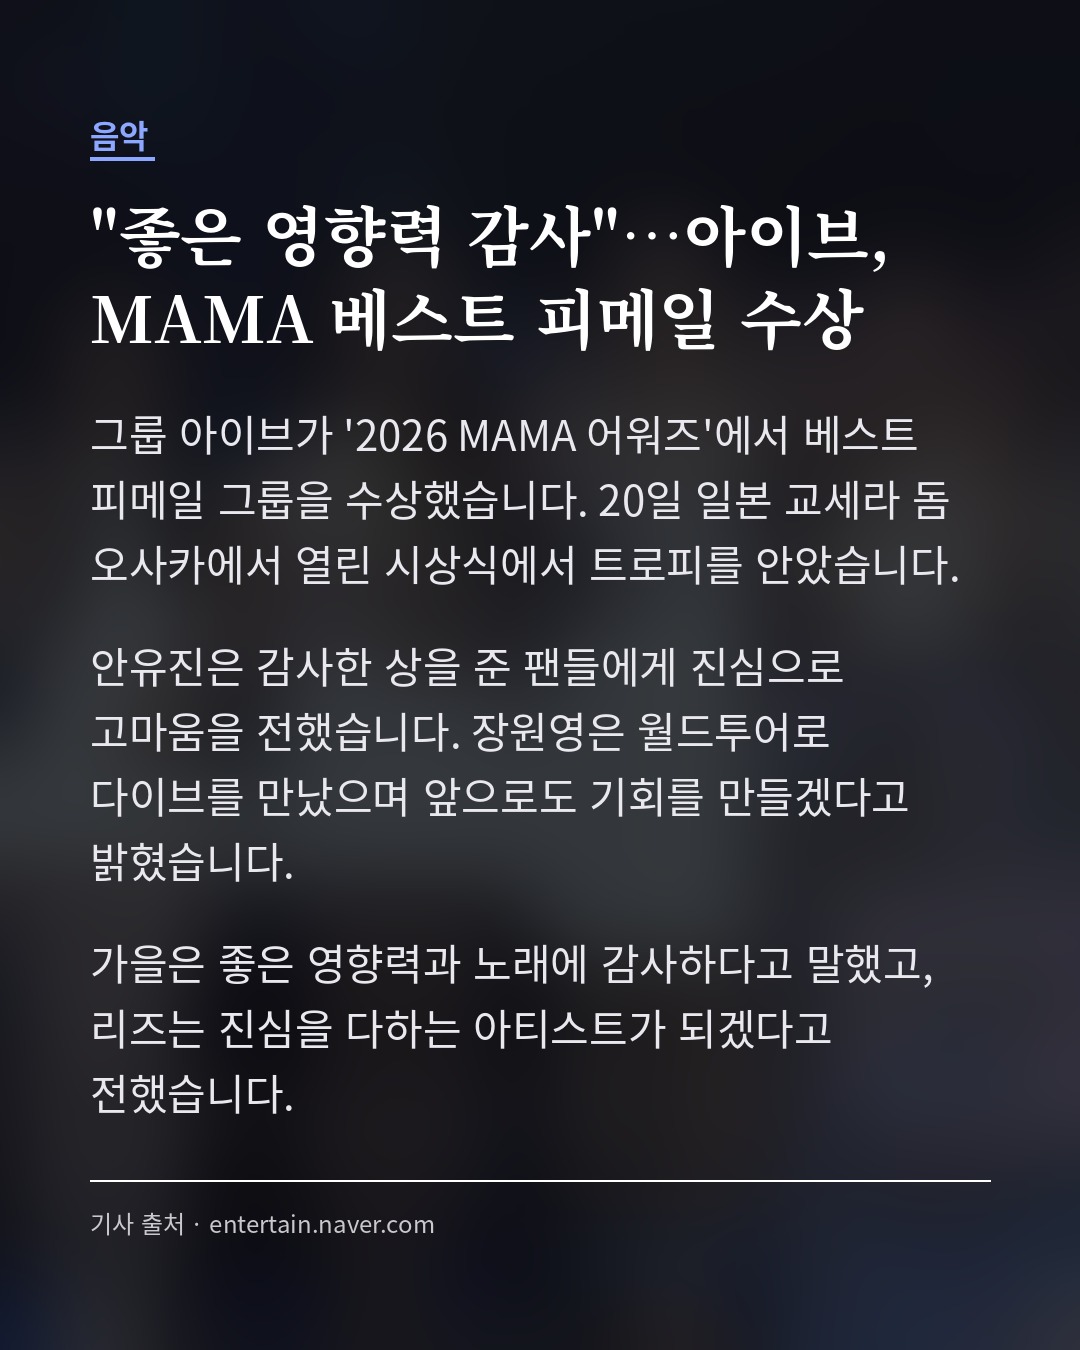 음악
"좋은 영향력 감사"…아이브,
MAMA 베스트 피메일 수상
그룹 아이브가 '2026 MAMA 어워즈'에서 베스트
피메일 그룹을 수상했습니다. 20일 일본 교세라 돔
오사카에서 열린 시상식에서 트로피를 안았습니다.
안유진은 감사한 상을 준 팬들에게 진심으로
고마움을 전했습니다. 장원영은 월드투어로
다이브를 만났으며 앞으로도 기회를 만들겠다고
밝혔습니다.
가을은 좋은 영향력과 노래에 감사하다고 말했고,
리즈는 진심을 다하는 아티스트가 되겠다고
전했습니다.
기사 출처 · entertain.naver.com